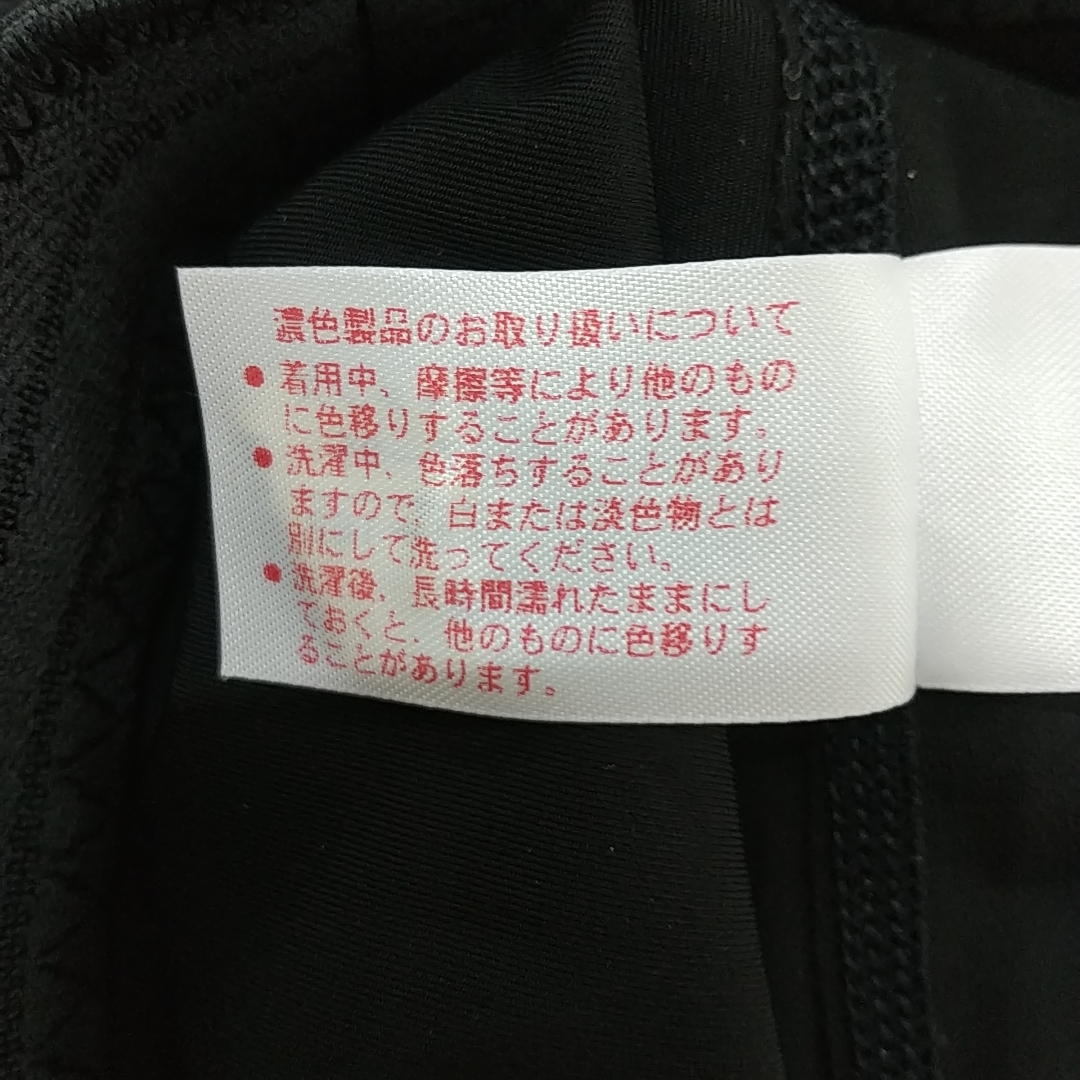 濃色製品のお取り扱いについて
●着用中、摩擦等により他のもの
に色移りすることがあります。
●洗濯中、色落ちすることがあり
ますので、白または淡色物とは
別にして洗ってください。
●洗濯後、長時間濡れたままにし
ておくと、他のものに色移りす
ることがあります。